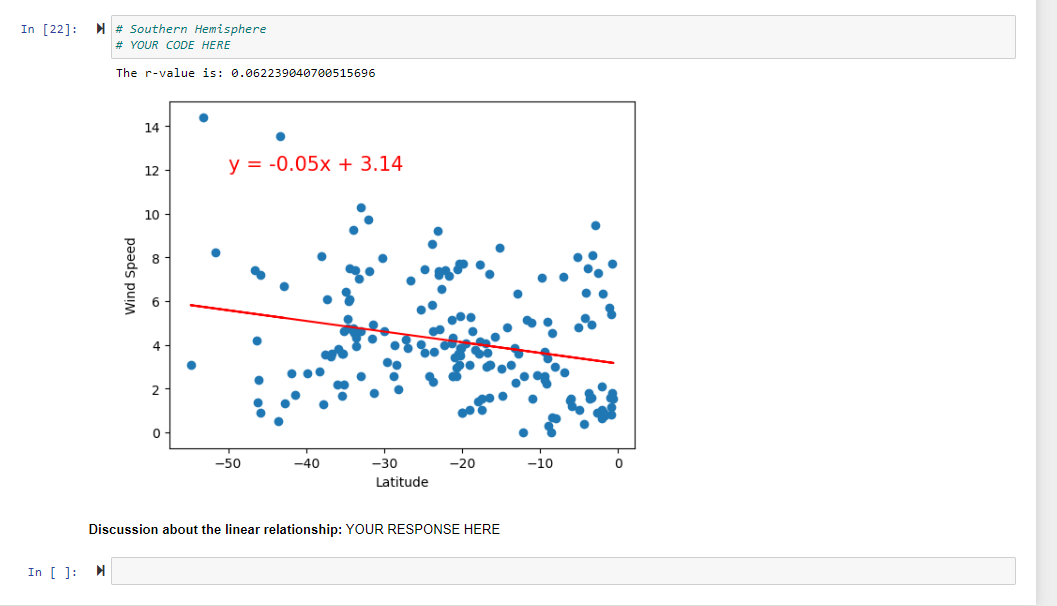 In [22]:
# Southern Hemisphere
# YOUR CODE HERE
The r-value is: 0.062239040700515696
14
12
10
8
6
4
2
0
Wind Speed
y = -0.05x + 3.14
−50 −40 −30 −20 −10 0
Latitude
Discussion about the linear relationship: YOUR RESPONSE HERE
In [ ]: